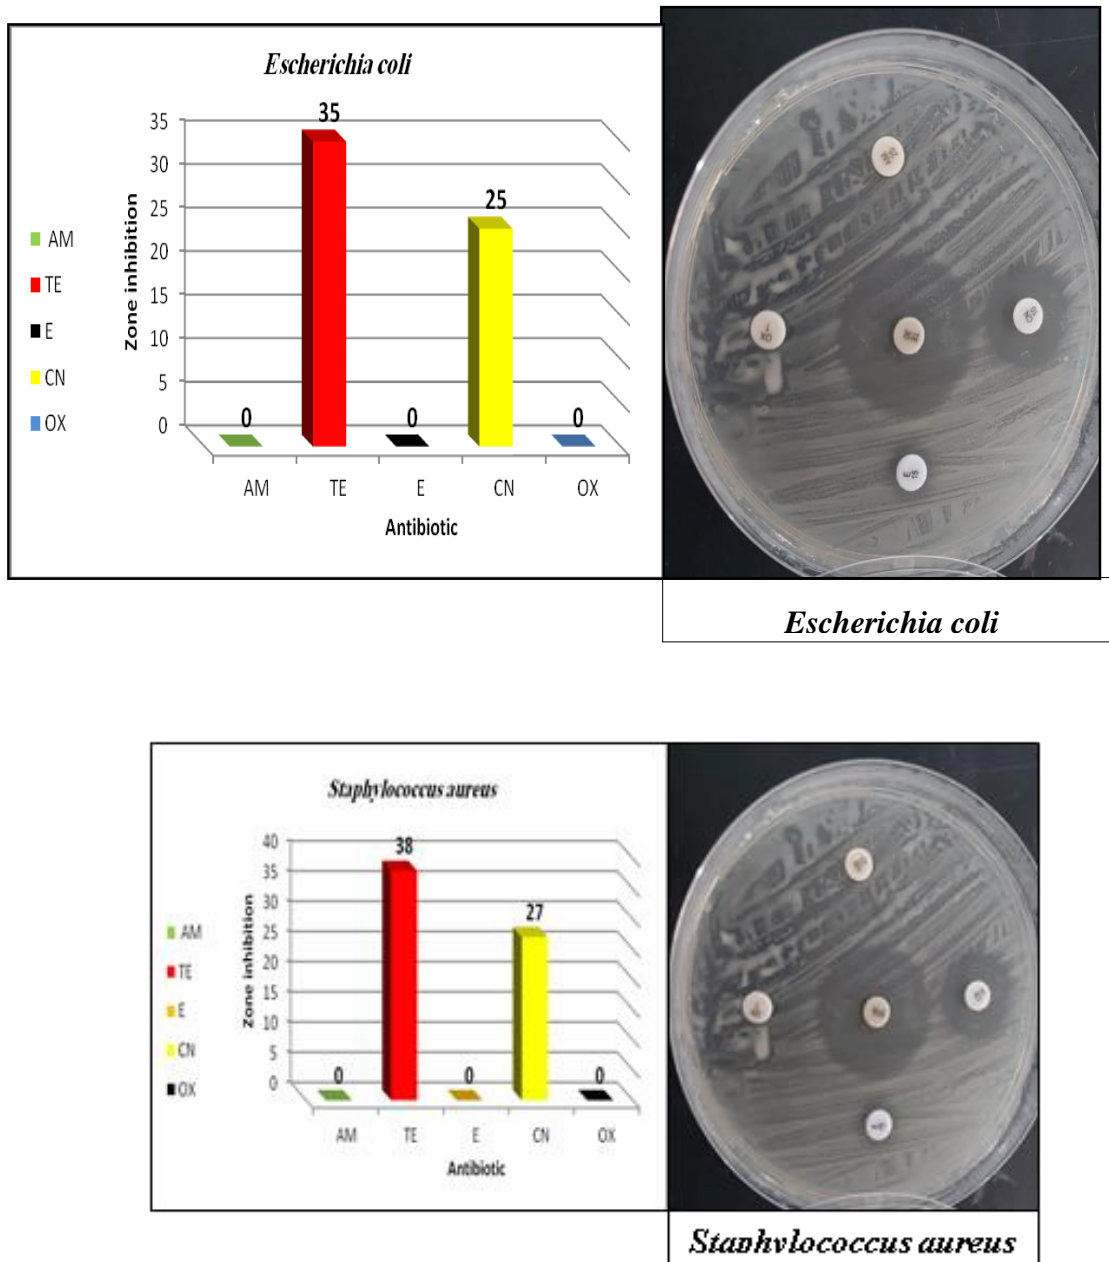 Escherichia coli
35
30
25
20
15
10
5
0
Zone inhibition
0
35
0
25
0
AM
TE
E
CN
OX
AM TE E CN OX
Antibiotic
Escherichia coli
Staphylococcus aureus
40
35
30
25
20
15
10
5
0
Zone inhibition
0
38
0
27
0
AM
TE
E
CN
OX
AM TE E CN OX
Antibiotic
Staphylococcus aureus